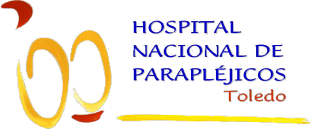 HOSPITAL
NACIONAL DE
PARAPLÉJICOS
Toledo